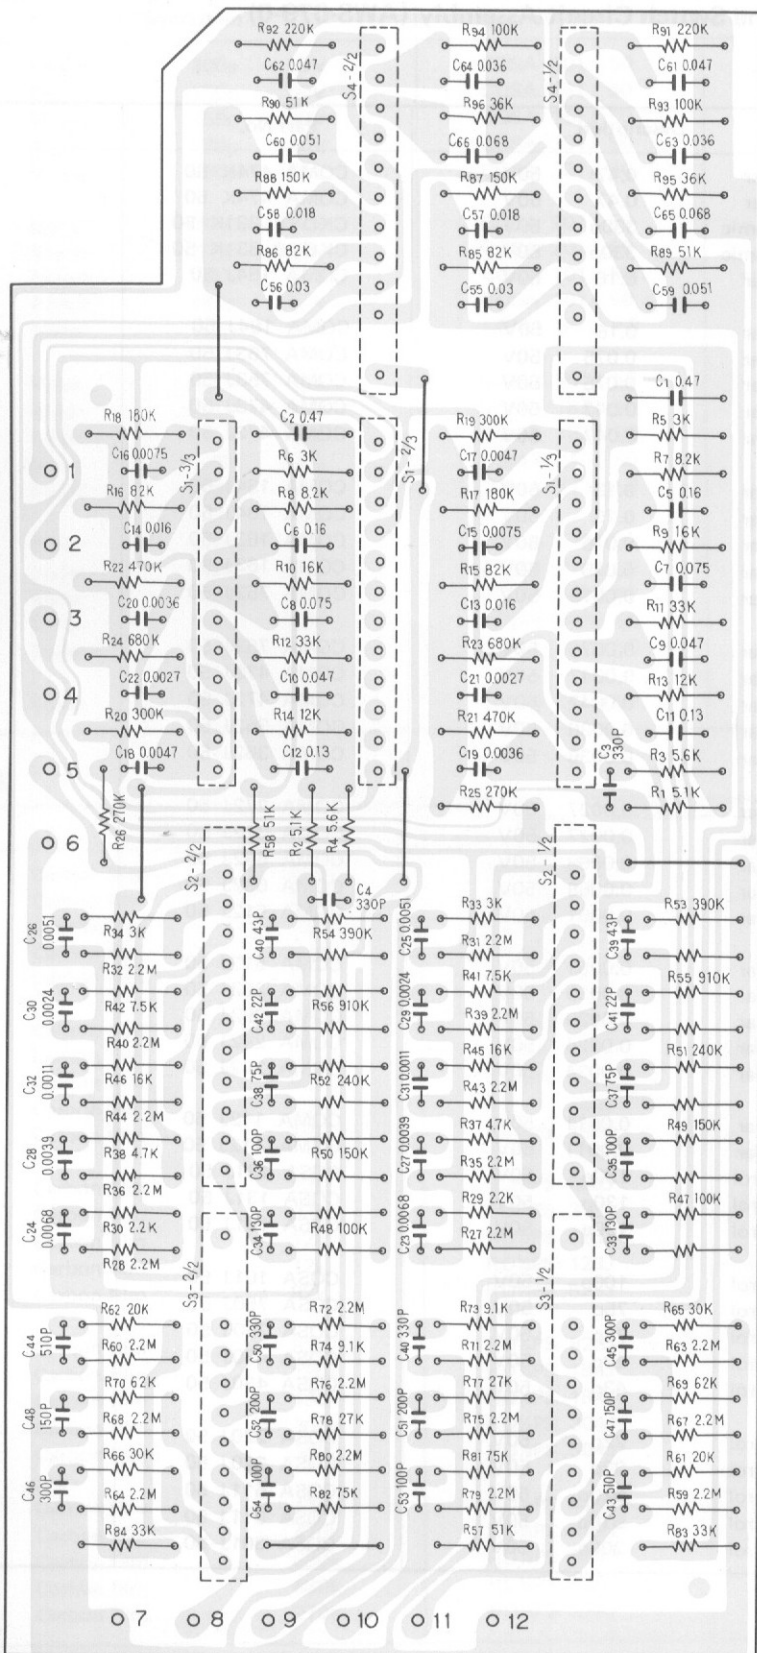 R92 220K
C62 0.047
R90 51K
C60 0.0051
R88 150K
C58 0.018
R86 82K
C56 0.03
S4-2/2
R94 100K
C64 0.036
R96 36K
C66 0.068
R87 150K
C57 0.018
R85 82K
C55 0.03
S4-1/2
R91 220K
C61 0.047
R93 100K
C63 0.036
R95 36K
C65 0.068
R89 51K
C59 0.051
1
2
3
4
5
6
R18 180K
C16 0.0075
R16 82K
C14 0.016
R22 470K
C20 0.0036
R24 680K
C22 0.0027
R20 300K
C18 0.0047
R26 270K
S1-3/3
C2 0.47
R6 3K
R8 8.2K
C6 0.16
R10 16K
C8 0.075
R12 33K
C10 0.047
R14 12K
C12 0.13
R58 51K
R2 5.1K
R4 5.6K
C4
330P
S1-2/3
R19 300K
C17 0.0047
R17 180K
C15 0.0075
R15 82K
C13 0.016
R23 680K
C21 0.0027
R21 470K
C19 0.0036
R25 270K
S1-1/3
C1 0.47
R5 3K
R7 8.2K
C5 0.16
R9 16K
C7 0.075
R11 33K
C9 0.047
R13 12K
C11 0.13
C3
330P
R3 5.6K
R1 5.1K
C26
0.0051
C30
0.0024
C32
0.0011
C28
0.0039
C24
0.0068
R34 3K
R32 2.2M
R42 7.5K
R40 2.2M
R46 16K
R44 2.2M
R38 4.7K
R36 2.2M
R30 2.2K
R28 2.2M
S2-2/2
C40 43P
R54 390K
C42 22P
R56 910K
C38 75P
R52 240K
C36 100P
R50 150K
C34 130P
R48 100K
C25 0.0051
C29 0.0024
C31 0.0011
C27 0.0039
C23 0.0068
R33 3K
R31 2.2M
R41 7.5K
R39 2.2M
R45 16K
R43 2.2M
R37 4.7K
R35 2.2M
R29 2.2K
R27 2.2M
S2-1/2
C39 43P
R53 390K
C41 22P
R55 910K
C37 75P
R51 240K
C35 100P
R49 150K
C33 130P
R47 100K
C44
510P
C48
150P
C46
300P
R62 20K
R60 2.2M
R70 62K
R68 2.2M
R66 30K
R64 2.2M
R84 33K
S3-2/2
C50 330P
C52 200P
C54 100P
R72 2.2M
R74 9.1K
R76 2.2M
R78 27K
R80 2.2M
R82 75K
C40 330P
C51 200P
C53 100P
R73 9.1K
R71 2.2M
R77 27K
R75 2.2M
R81 75K
R79 2.2M
R57 51K
S3-1/2
C45 300P
C47 150P
C43 510P
R65 30K
R63 2.2M
R69 62K
R67 2.2M
R61 20K
R59 2.2M
R83 33K
7
8
9
10
11
12